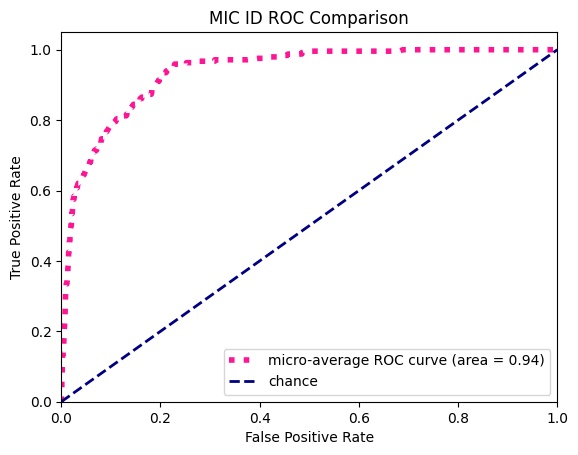 MIC ID ROC Comparison
True Positive Rate
1.0
0.8
0.6
0.4
0.2
0.0
micro-average ROC curve (area = 0.94)
chance
0.0 0.2 0.4 0.6 0.8 1.0
False Positive Rate